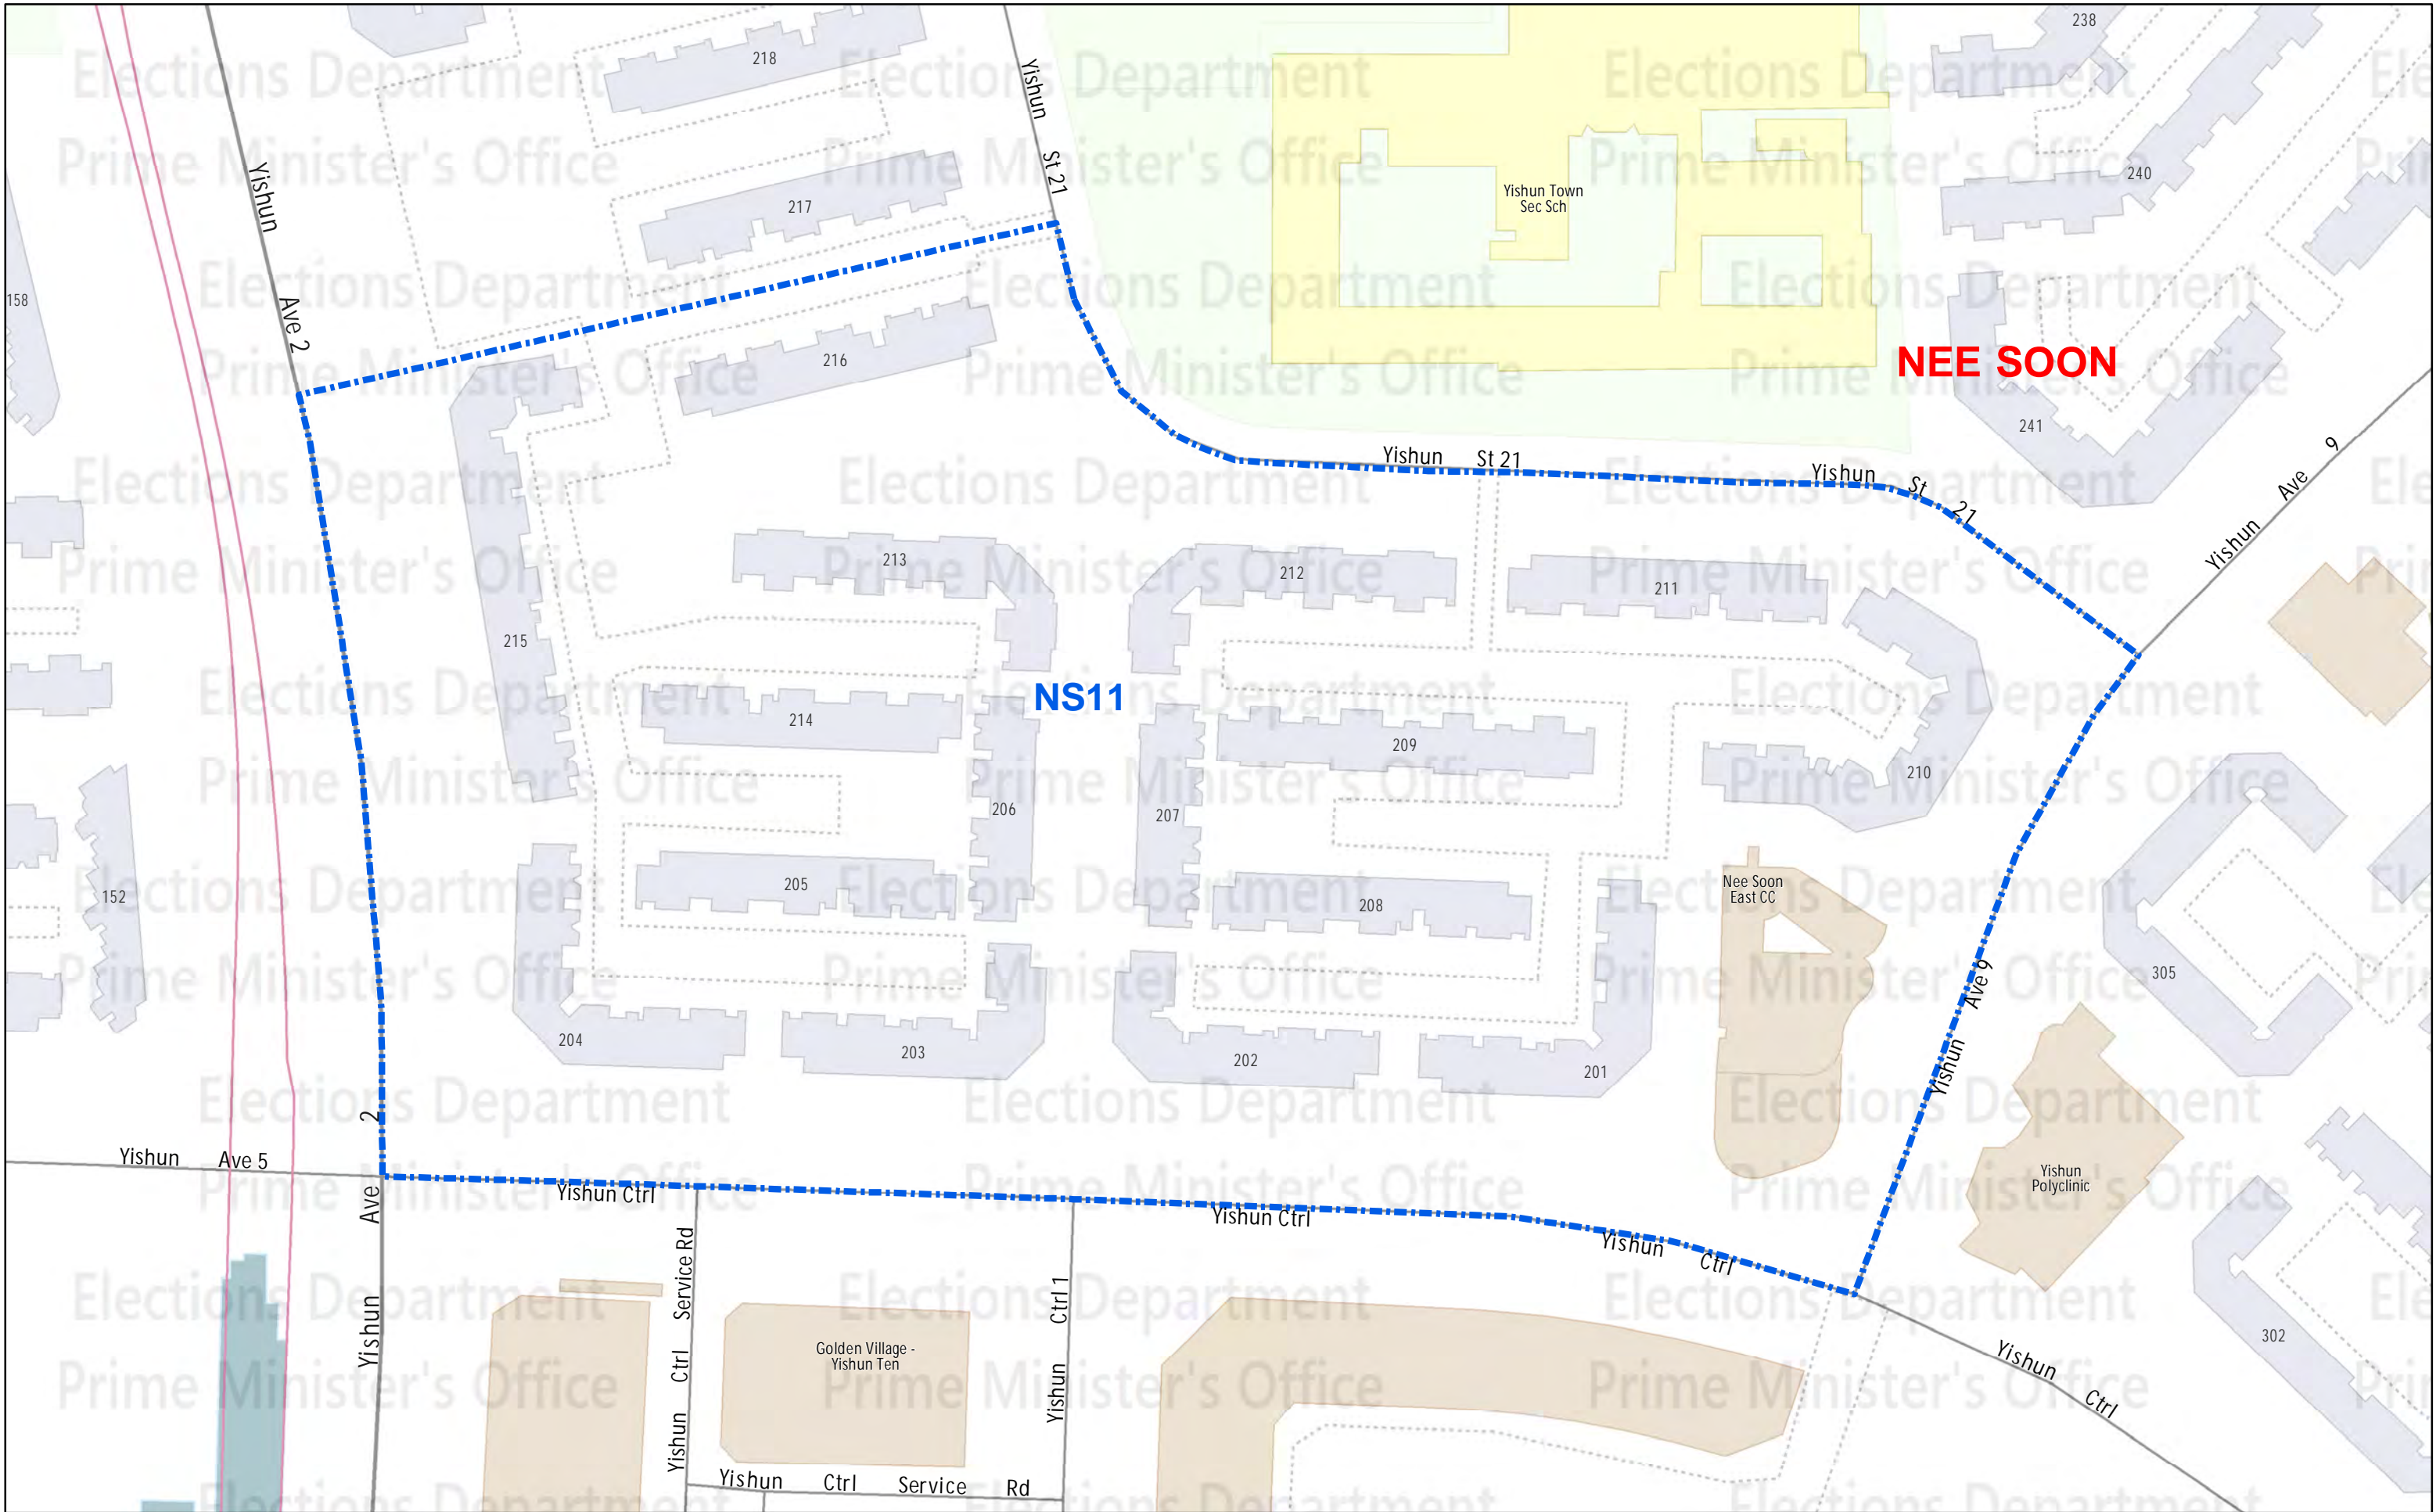 238
218
Yishun
St 21
Yishun Town
Sec Sch
240
Yishun
217
Ave 2
158
216
NEE SOON
241
Yishun St 21
Yishun St 21
Yishun Ave 9
213
212
211
215
NS11
214
209
210
206
207
205
208
Nee Soon
East CC
152
305
Yishun Ave 9
204
203
202
201
Yishun Ave 2
Yishun Ave 5
Yishun Ctrl
Yishun Ctrl
Yishun Ctrl
Yishun
Polyclinic
Yishun Ctrl Service Rd
Yishun Ctrl 1
Golden Village -
Yishun Ten
302
Yishun Ctrl
Yishun Ctrl Service Rd
Elections Department
Prime Minister's Office